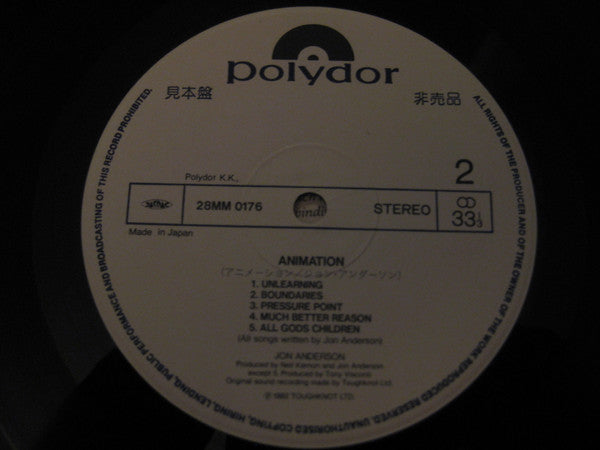 polydor
見本盤
非売品
Polydor K.K.,
2
28MM 0176
STEREO
33 1/3
Made in Japan
ANIMATION
(アニメーション/ジョン・アンダーソン)
1. UNLEARNING
2. BOUNDARIES
3. PRESSURE POINT
4. MUCH BETTER REASON
5. ALL GODS CHILDREN
(All songs written by Jon Anderson)
JON ANDERSON
Produced by Neil Kernon and Jon Anderson
except 5. Produced by Tony Visconti
Original sound recording made by Toughknot Ltd.
Ⓟ 1982 TOUGHKNOT LTD.
ALL RIGHTS OF THE PRODUCER AND OF THE OWNER OF THE WORK REPRODUCED RESERVED. UNAUTHORISED COPYING, HIRING, LENDING, PUBLIC PERFORMANCE AND BROADCASTING OF THIS RECORD PROHIBITED.